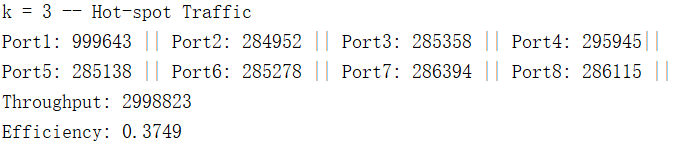 k = 3 -- Hot-spot Traffic
Port1: 999643 || Port2: 284952 || Port3: 285358 || Port4: 295945||
Port5: 285138 || Port6: 285278 || Port7: 286394 || Port8: 286115 ||
Throughput: 2998823
Efficiency: 0.3749